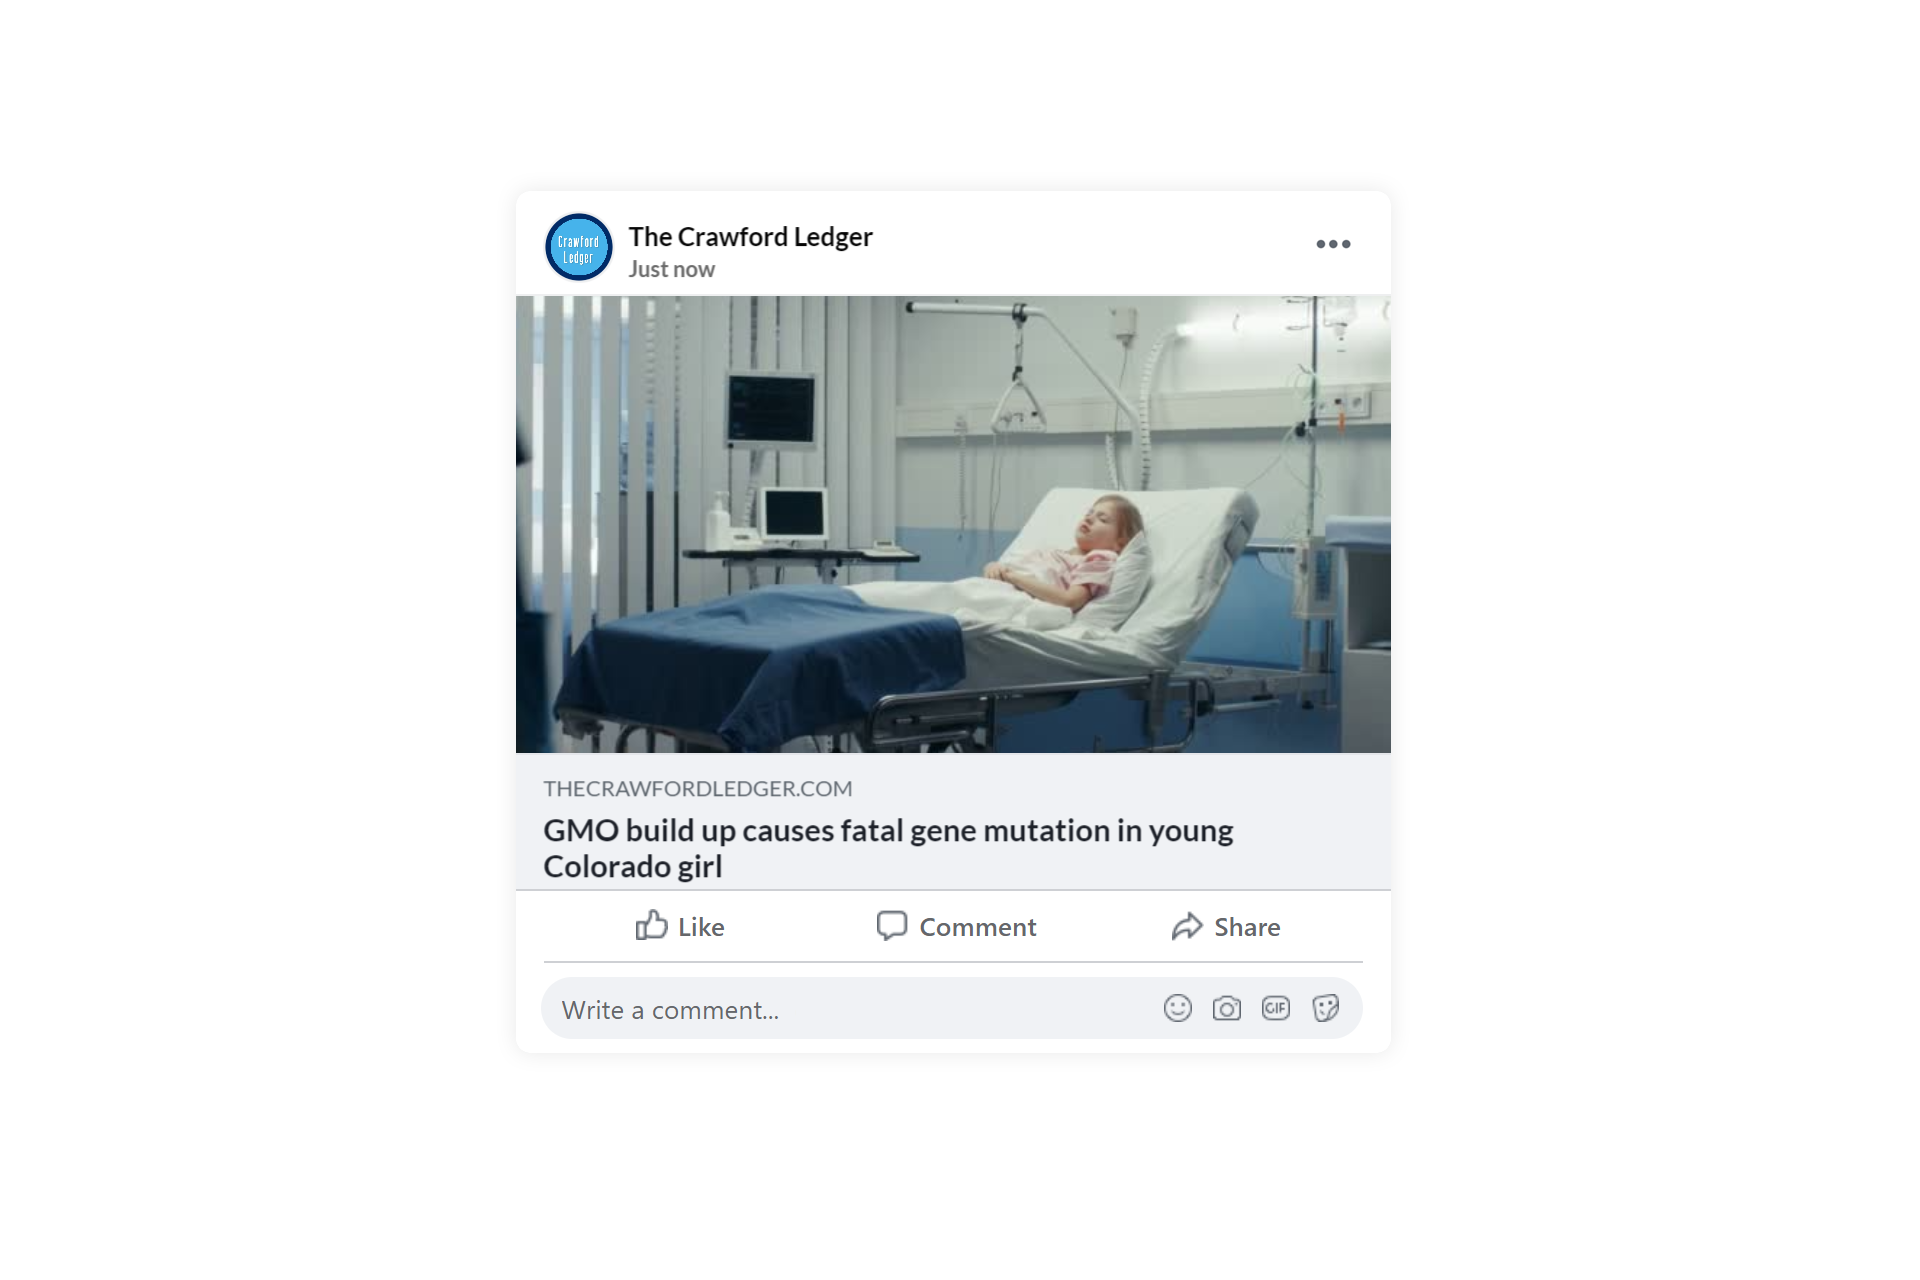 Crawford
Ledger
The Crawford Ledger
Just now
THECRAWFORDLEDGER.COM
GMO build up causes fatal gene mutation in young
Colorado girl
Like
Comment
Share
Write a comment...
GIF